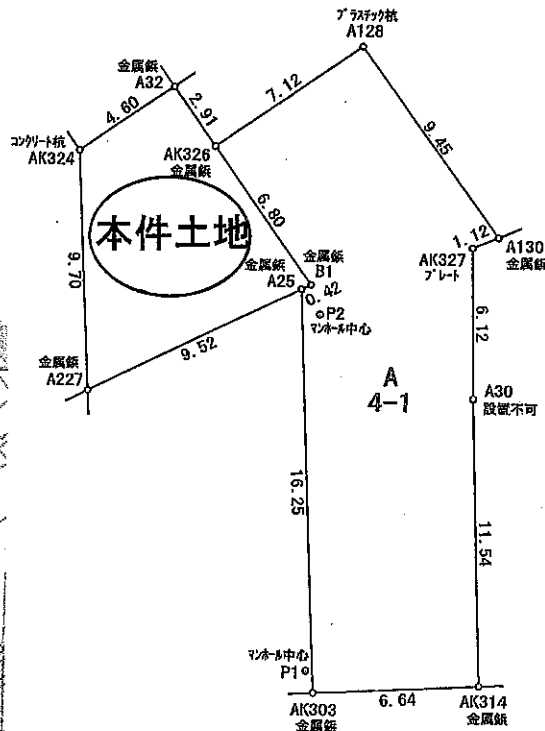 プラスチック杭
A128
金属鋲
A32
4.60
2.91
7.12
9.45
コンクリート杭
AK324
AK326
金属鋲
6.80
本件土地
9.70
1.12
A130
金属鋲
AK327
プレート
金属鋲
B1
金属鋲
A25
0.42
P2
マンホール中心
6.12
9.52
金属鋲
A227
A
4-1
A30
設置不可
16.25
11.54
マンホール中心
P1
AK303
金属鋲
6.64
AK314
金属鋲